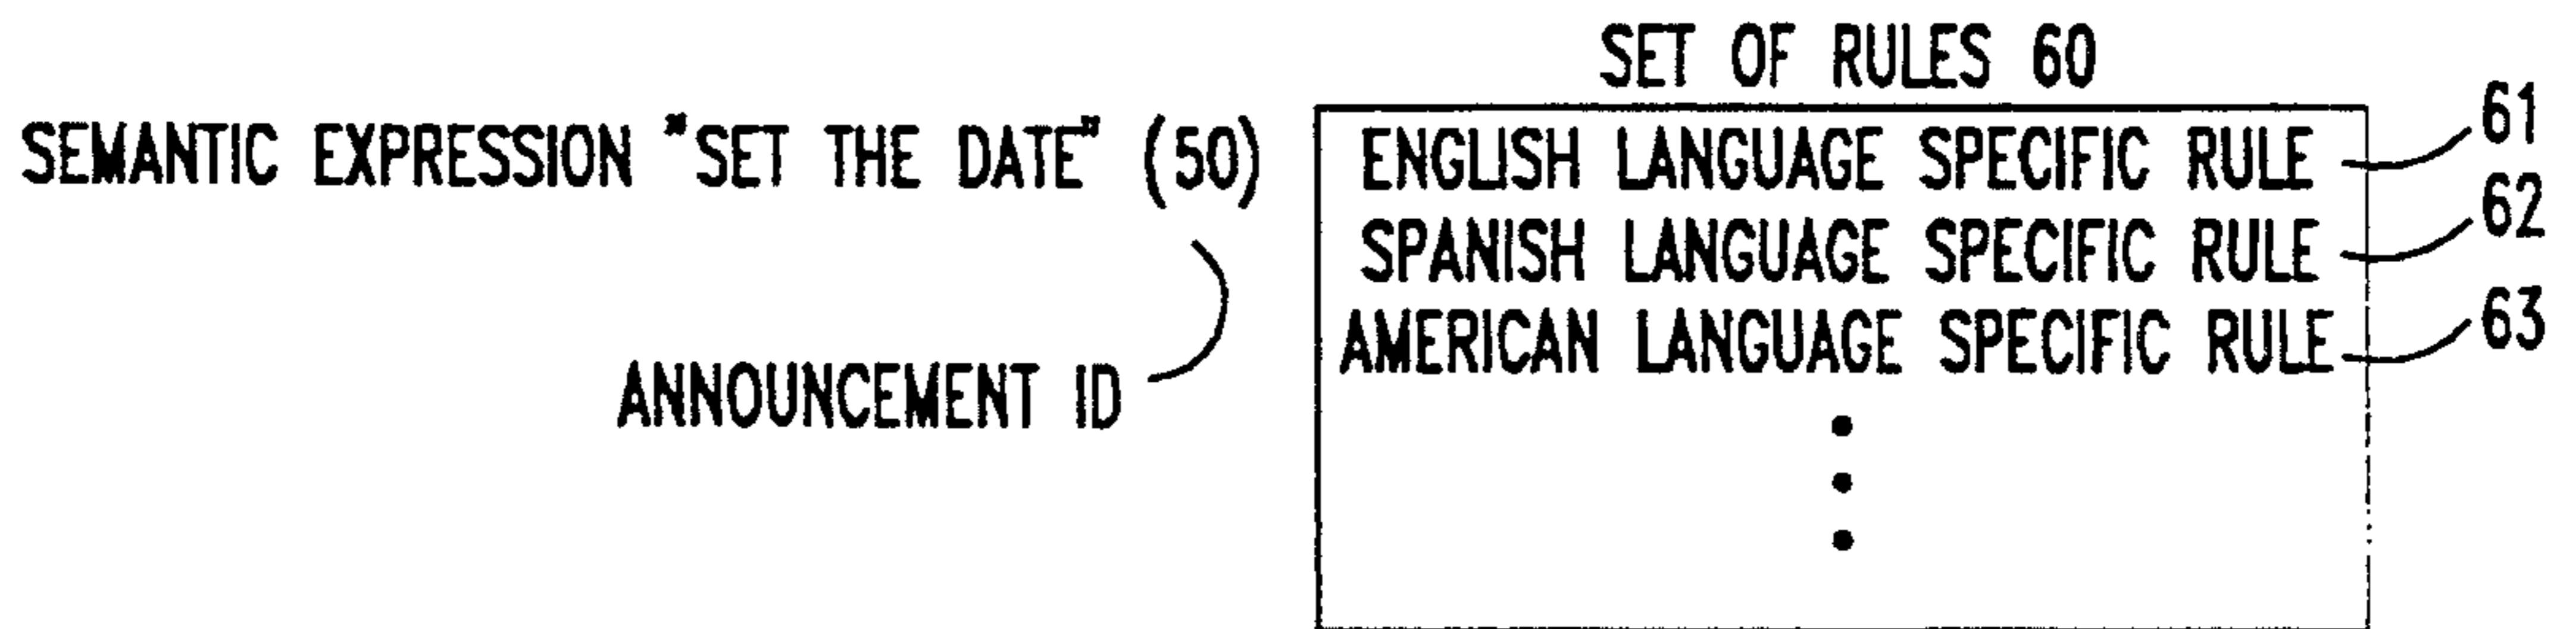 SET OF RULES 60
SEMANTIC EXPRESSION "SET THE DATE" (50)
ANNOUNCEMENT ID
ENGLISH LANGUAGE SPECIFIC RULE 61
SPANISH LANGUAGE SPECIFIC RULE 62
AMERICAN LANGUAGE SPECIFIC RULE 63